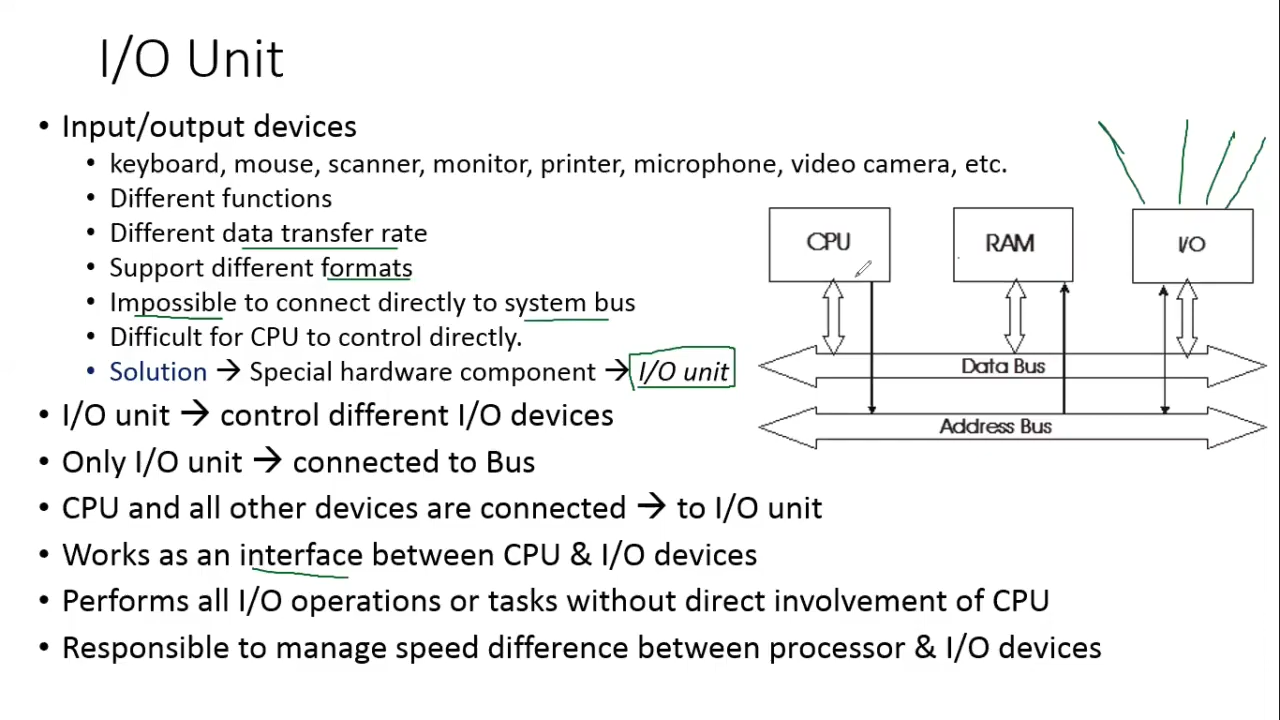 I/O Unit
• Input/output devices
• keyboard, mouse, scanner, monitor, printer, microphone, video camera, etc.
• Different functions
• Different data transfer rate
• Support different formats
• Impossible to connect directly to system bus
• Difficult for CPU to control directly.
• Solution → Special hardware component → I/O unit
• I/O unit → control different I/O devices
• Only I/O unit → connected to Bus
• CPU and all other devices are connected → to I/O unit
• Works as an interface between CPU & I/O devices
• Performs all I/O operations or tasks without direct involvement of CPU
• Responsible to manage speed difference between processor & I/O devices
CPU
RAM
I/O
Data Bus
Address Bus